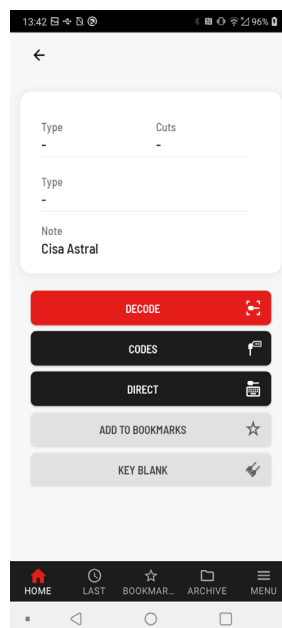 13:42 96%
Type Cuts
- -
Type
-
Note
Cisa Astral
DECODE
CODES
DIRECT
ADD TO BOOKMARKS
KEY BLANK
HOME LAST BOOKMAR... ARCHIVE MENU